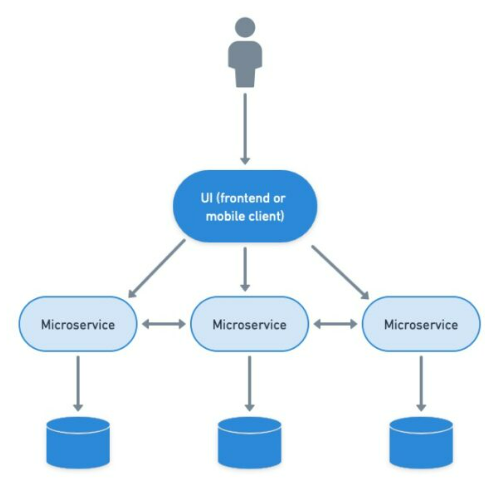 UI (frontend or
mobile client)
Microservice
Microservice
Microservice